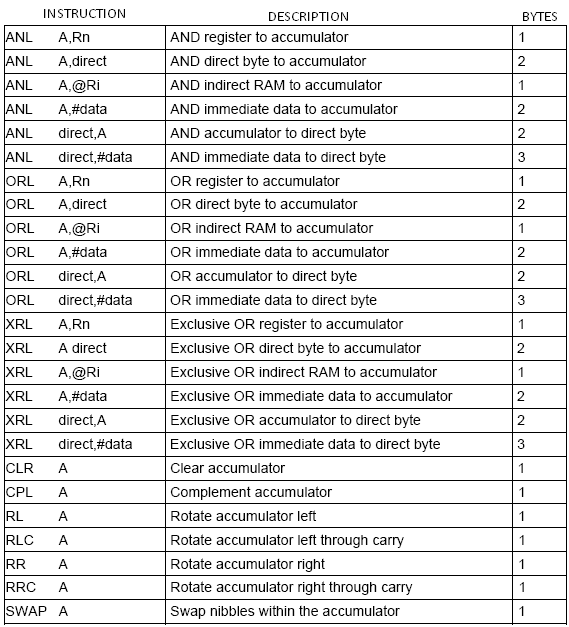 INSTRUCTION DESCRIPTION BYTES
ANL A,Rn AND register to accumulator 1
ANL A,direct AND direct byte to accumulator 2
ANL A,@Ri AND indirect RAM to accumulator 1
ANL A,#data AND immediate data to accumulator 2
ANL direct,A AND accumulator to direct byte 2
ANL direct,#data AND immediate data to direct byte 3
ORL A,Rn OR register to accumulator 1
ORL A,direct OR direct byte to accumulator 2
ORL A,@Ri OR indirect RAM to accumulator 1
ORL A,#data OR immediate data to accumulator 2
ORL direct,A OR accumulator to direct byte 2
ORL direct,#data OR immediate data to direct byte 3
XRL A,Rn Exclusive OR register to accumulator 1
XRL A direct Exclusive OR direct byte to accumulator 2
XRL A,@Ri Exclusive OR indirect RAM to accumulator 1
XRL A,#data Exclusive OR immediate data to accumulator 2
XRL direct,A Exclusive OR accumulator to direct byte 2
XRL direct,#data Exclusive OR immediate data to direct byte 3
CLR A Clear accumulator 1
CPL A Complement accumulator 1
RL A Rotate accumulator left 1
RLC A Rotate accumulator left through carry 1
RR A Rotate accumulator right 1
RRC A Rotate accumulator right through carry 1
SWAP A Swap nibbles within the accumulator 1